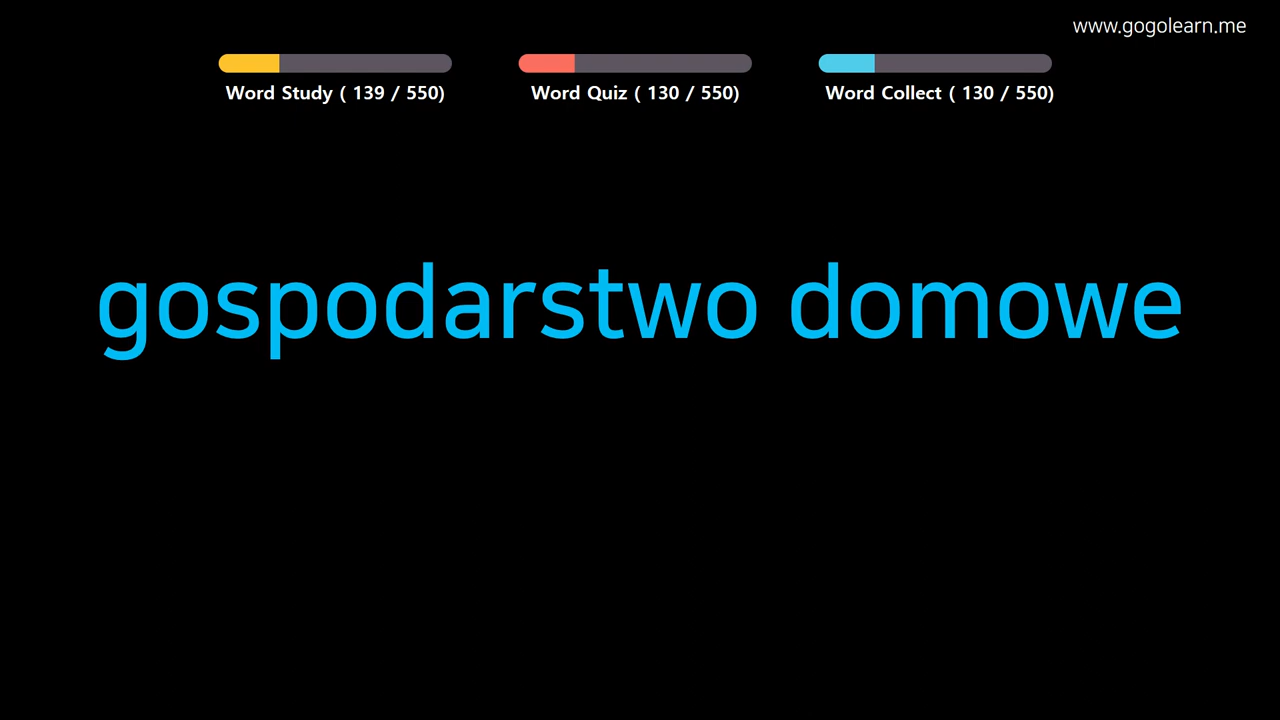 www.gogolearn.me
Word Study ( 139 / 550)
Word Quiz ( 130 / 550)
Word Collect ( 130 / 550)
gospodarstwo domowe